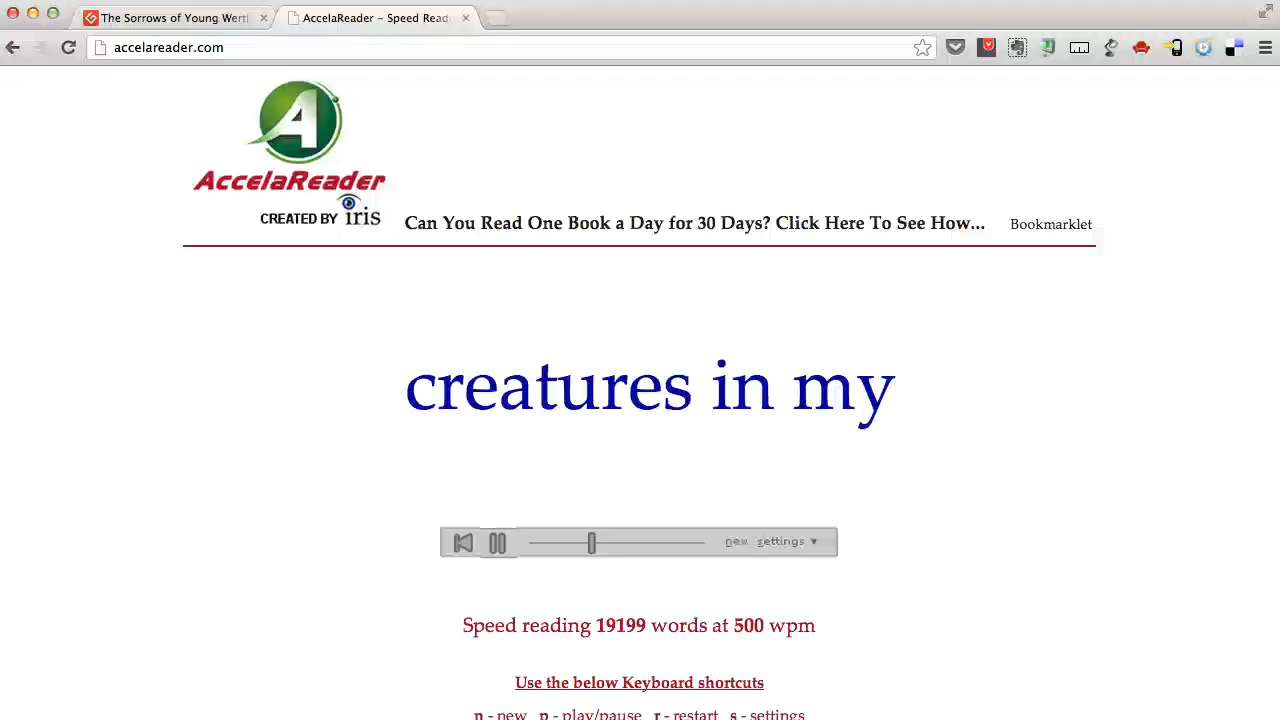 The Sorrows of Young Wert
AccelaReader – Speed Read
accelareader.com
A
AccelaReader
CREATED BY iris
Can You Read One Book a Day for 30 Days? Click Here To See How...
Bookmarklet
creatures in my
new settings ▼
Speed reading 19199 words at 500 wpm
Use the below Keyboard shortcuts
n - new p - play/pause r - restart s - settings